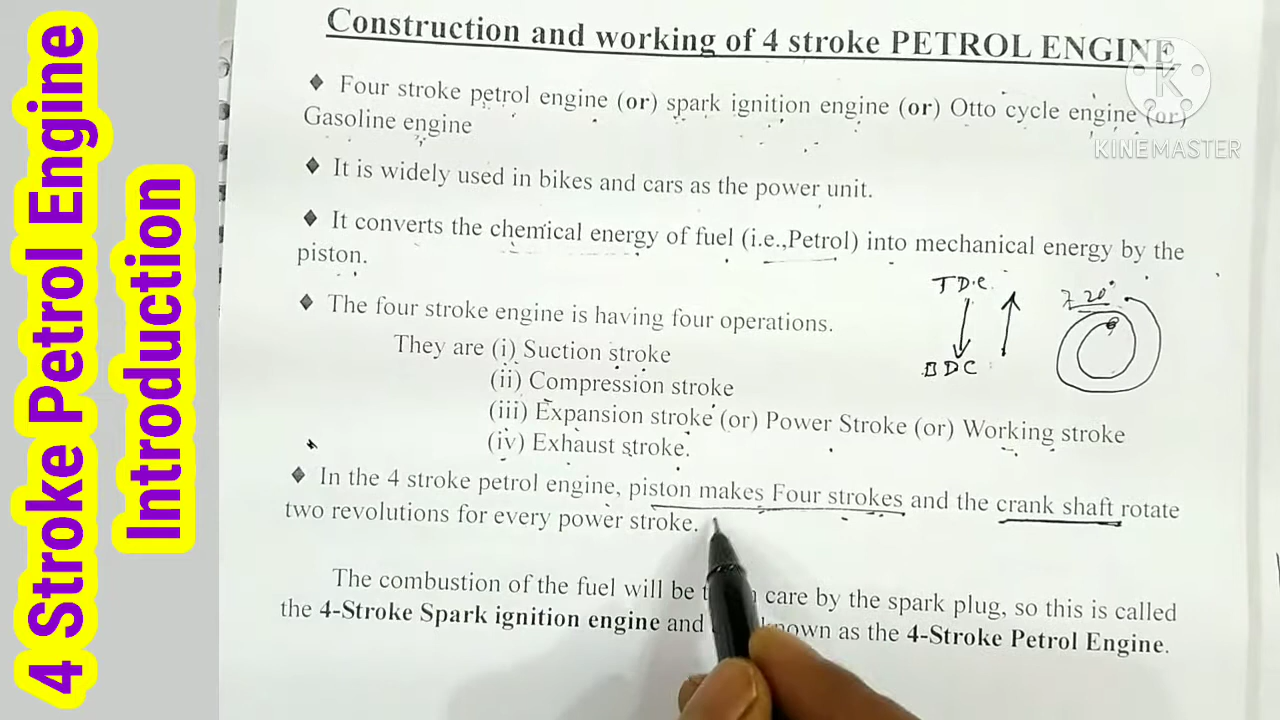 4 Stroke Petrol Engine
Introduction
Construction and working of 4 stroke PETROL ENGINE
K
KINEMASTER
♦ Four stroke petrol engine (or) spark ignition engine (or) Otto cycle engine (or)
Gasoline engine
♦ It is widely used in bikes and cars as the power unit.
♦ It converts the chemical energy of fuel (i.e.,Petrol) into mechanical energy by the
piston.
T D.C.
720°
BDC
♦ The four stroke engine is having four operations.
They are (i) Suction stroke
(ii) Compression stroke
(iii) Expansion stroke (or) Power Stroke (or) Working stroke
(iv) Exhaust stroke.
♦ In the 4 stroke petrol engine, piston makes Four strokes and the crank shaft rotate
two revolutions for every power stroke.
The combustion of the fuel will be care by the spark plug, so this is called
the 4-Stroke Spark ignition engine and known as the 4-Stroke Petrol Engine.